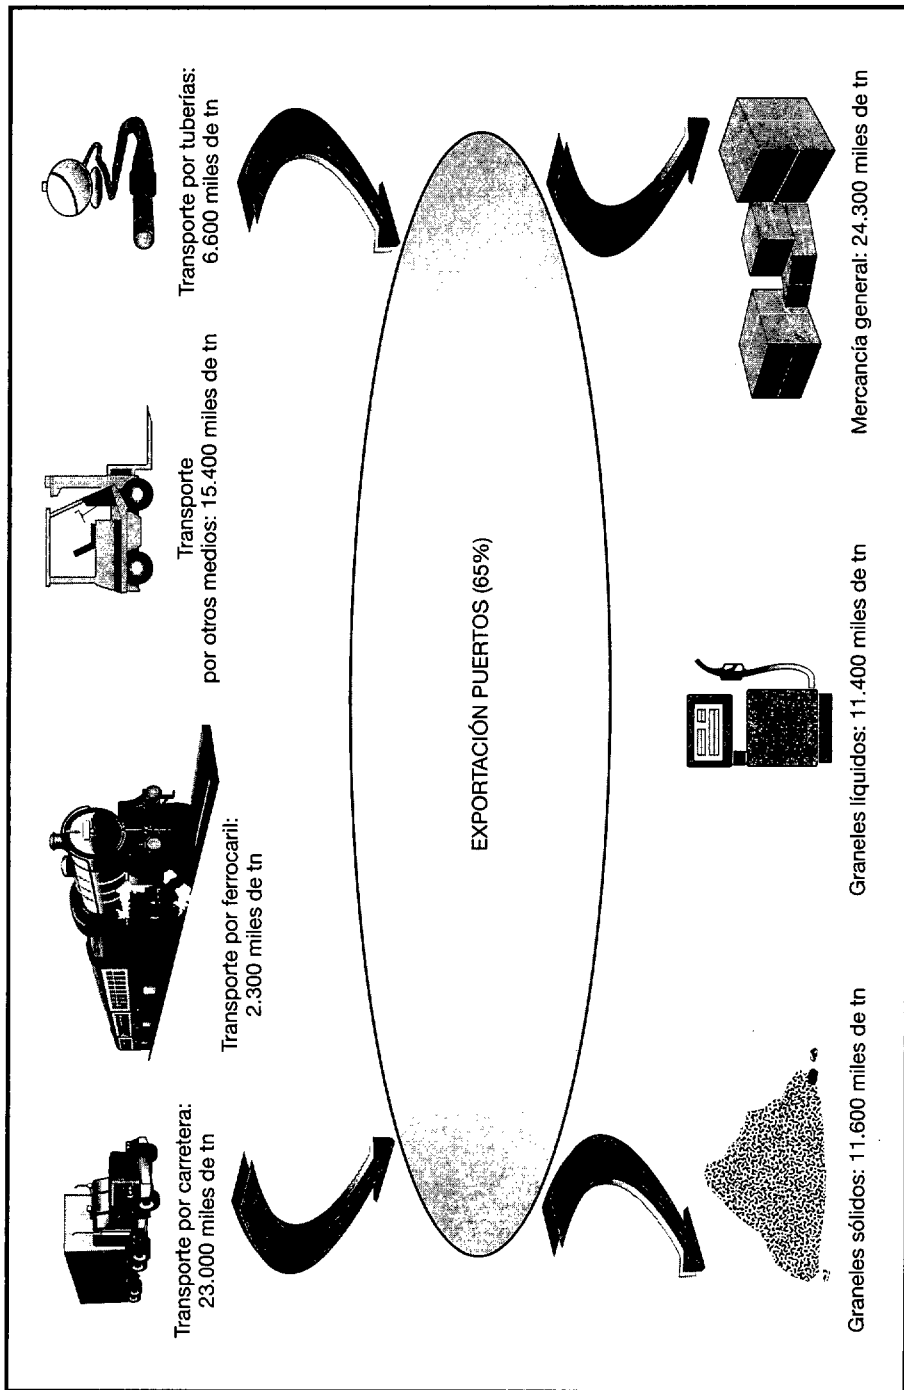 Transporte por carretera:
23.000 miles de tn
Transporte por ferrocaril:
2.300 miles de tn
Transporte
por otros medios: 15.400 miles de tn
Transporte por tuberías:
6.600 miles de tn
EXPORTACIÓN PUERTOS (65%)
Graneles sólidos: 11.600 miles de tn
Graneles líquidos: 11.400 miles de tn
Mercancía general: 24.300 miles de tn